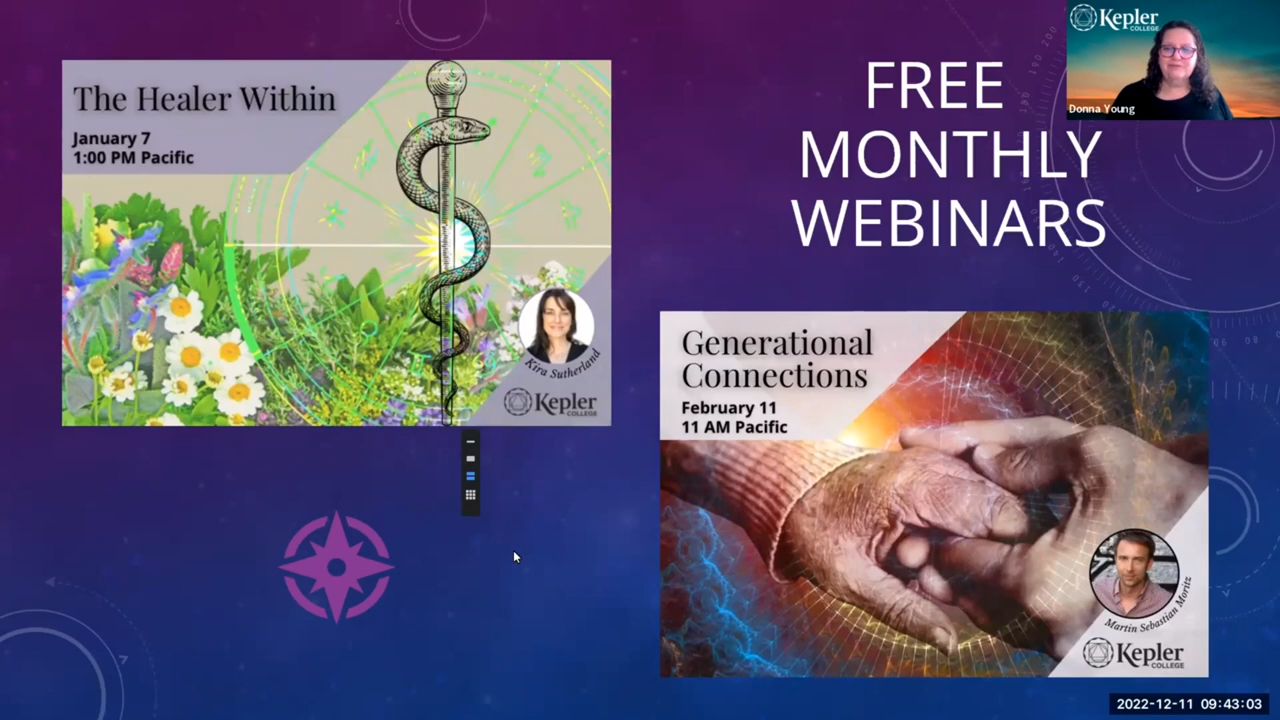 The Healer Within
January 7
1:00 PM Pacific
Kira Sutherland
Kepler
COLLEGE
FREE
MONTHLY
WEBINARS
Kepler
COLLEGE
Donna Young
Generational
Connections
February 11
11 AM Pacific
Martin Sebastian Moritz
Kepler
COLLEGE
2022-12-11 09:43:03